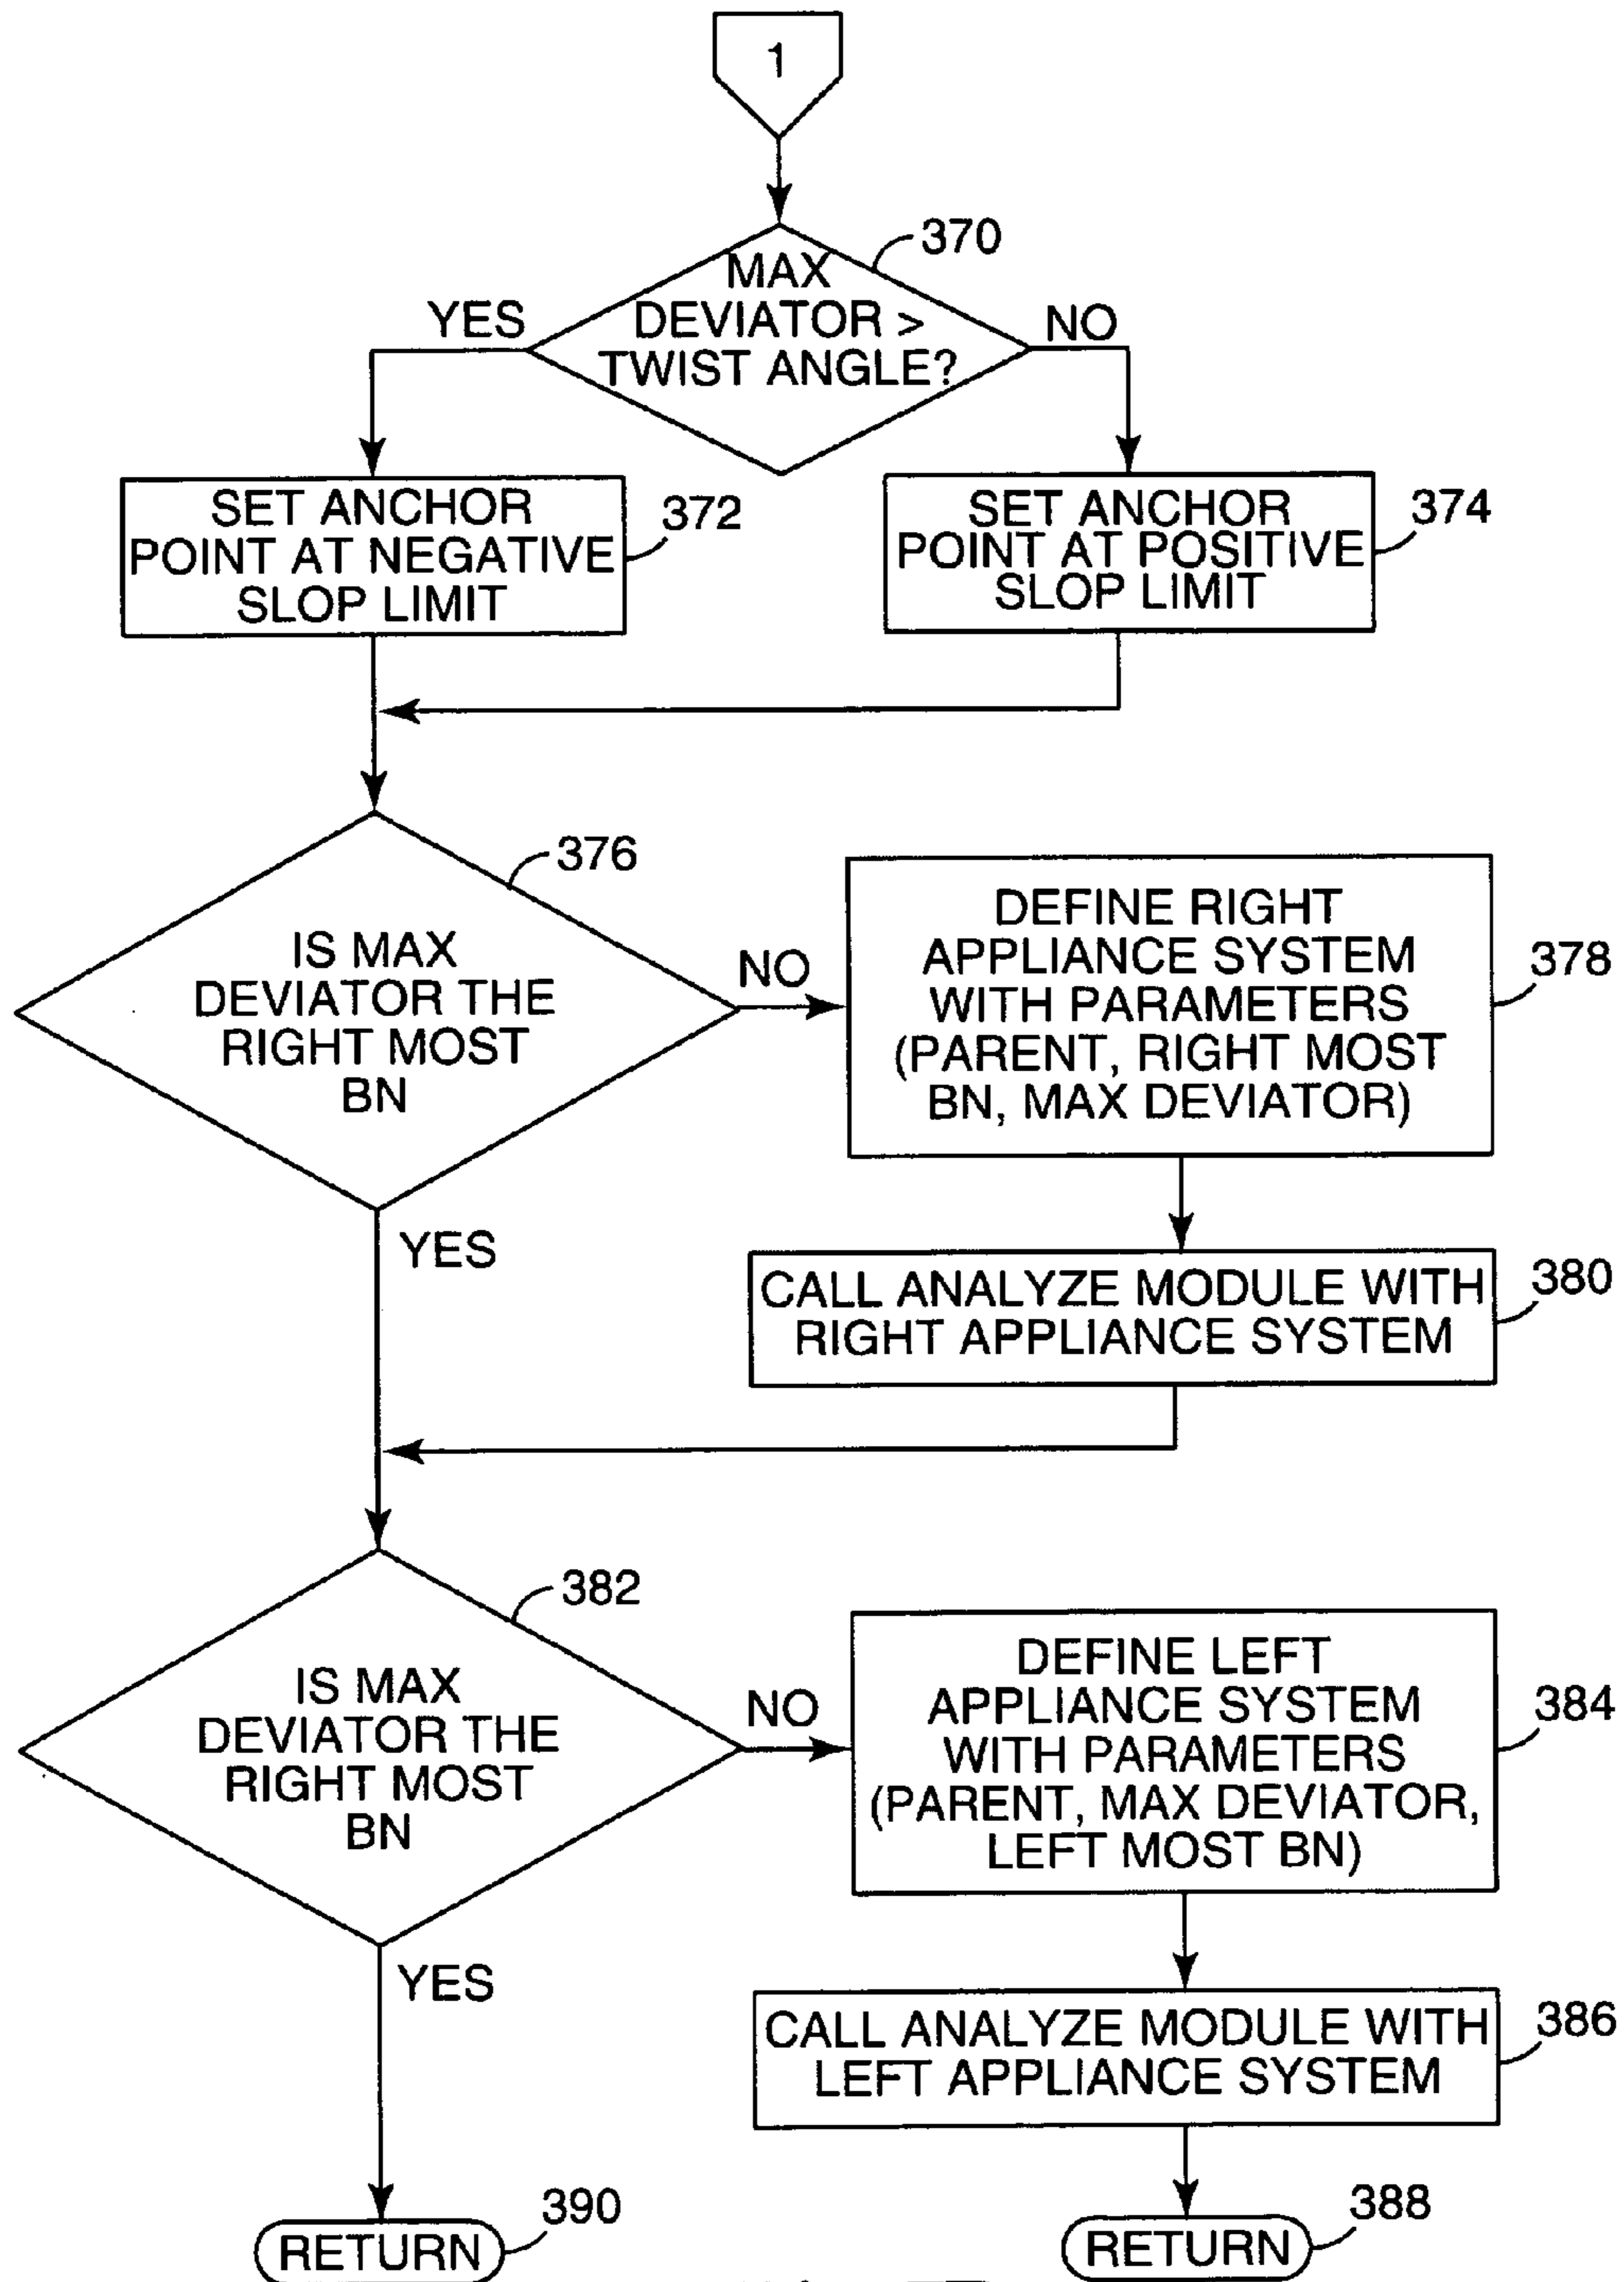 1
370
MAX
DEVIATOR >
TWIST ANGLE?
YES
NO
SET ANCHOR
POINT AT NEGATIVE
SLOP LIMIT
372
SET ANCHOR
POINT AT POSITIVE
SLOP LIMIT
374
376
IS MAX
DEVIATOR THE
RIGHT MOST
BN
NO
YES
DEFINE RIGHT
APPLIANCE SYSTEM
WITH PARAMETERS
(PARENT, RIGHT MOST
BN, MAX DEVIATOR)
378
CALL ANALYZE MODULE WITH
RIGHT APPLIANCE SYSTEM
380
382
IS MAX
DEVIATOR THE
RIGHT MOST
BN
NO
YES
DEFINE LEFT
APPLIANCE SYSTEM
WITH PARAMETERS
(PARENT, MAX DEVIATOR,
LEFT MOST BN)
384
CALL ANALYZE MODULE WITH
LEFT APPLIANCE SYSTEM
386
RETURN
390
RETURN
388